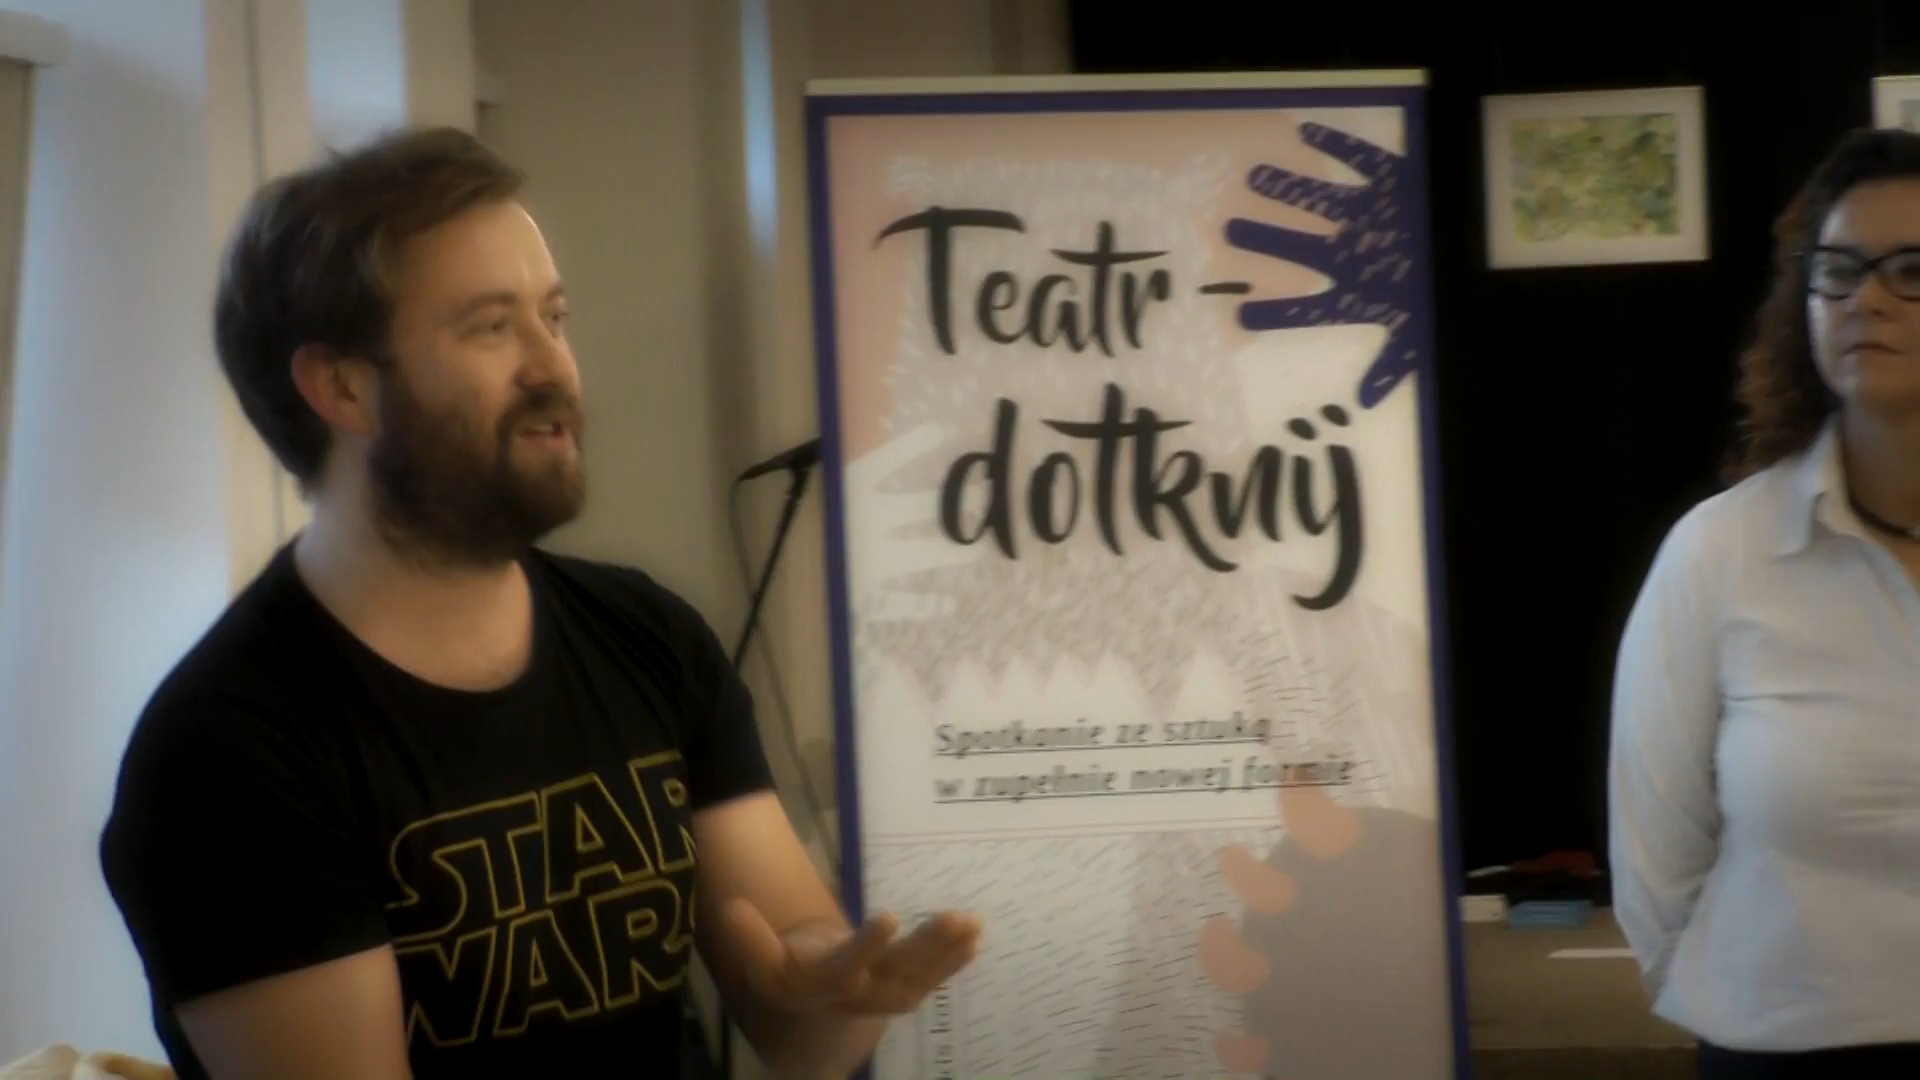 Teatr -
dotknij
Spotkanie ze sztuką
w zupełnie nowej formie
STAR
WARS